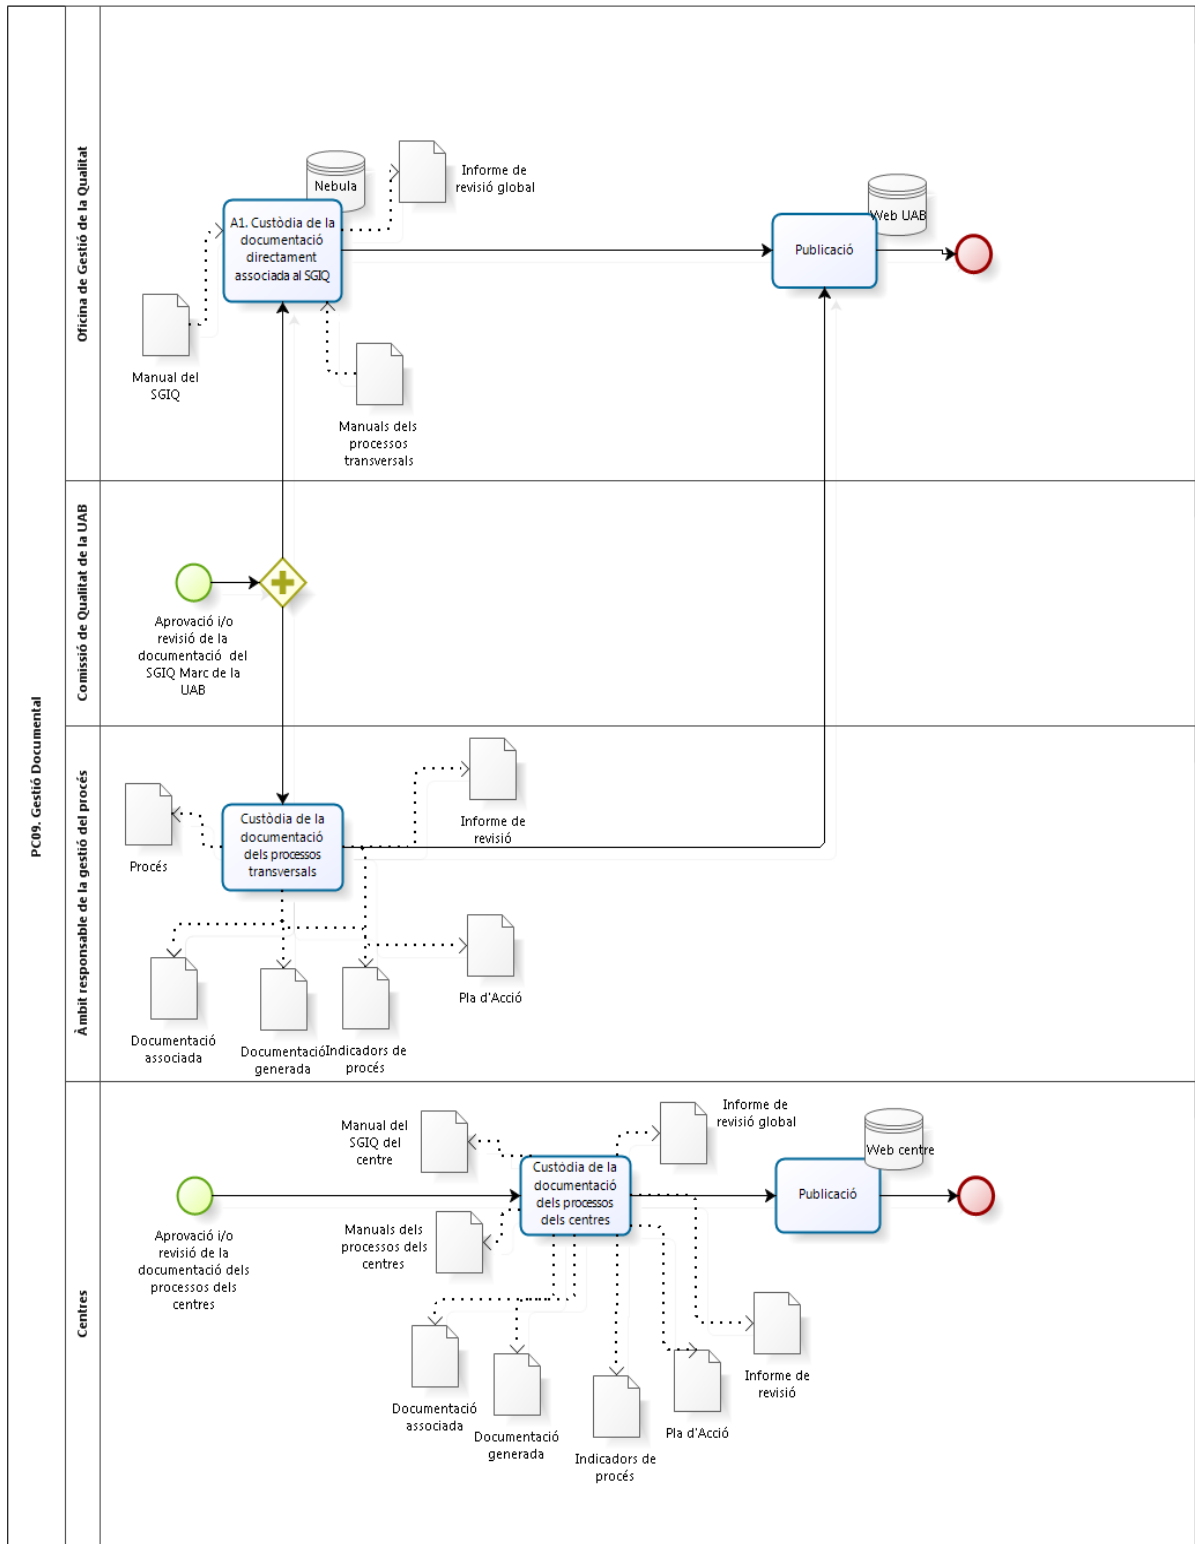 PC09. Gestió Documental
Oficina de Gestió de la Qualitat
Nebula
Informe de
revisió global
A1. Custòdia de la
documentació
directament
associada al SGIQ
Web UAB
Publicació
Manual del
SGIQ
Manuals dels
processos
transversals
Comissió de Qualitat de la UAB
Aprovació i/o
revisió de la
documentació del
SGIQ Marc de la
UAB
Àmbit responsable de la gestió del procés
Informe de
revisió
Procés
Custòdia de la
documentació
dels processos
transversals
Pla d'Acció
Documentació
associada
Documentació
generada
Indicadors de
procés
Centres
Manual del
SGIQ del
centre
Informe de
revisió global
Web centre
Custòdia de la
documentació
dels processos
dels centres
Publicació
Aprovació i/o
revisió de la
documentació dels
processos dels
centres
Manuals dels
processos dels
centres
Informe de
revisió
Documentació
associada
Documentació
generada
Pla d'Acció
Indicadors de
procés